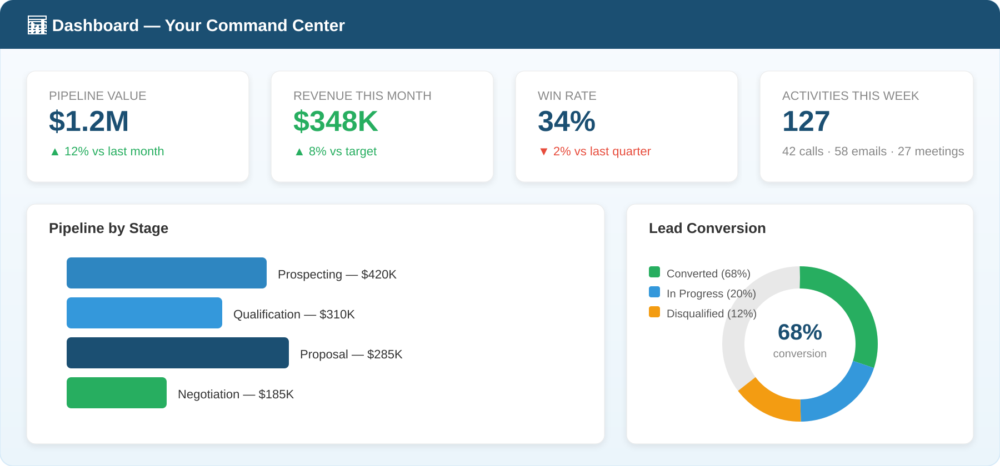 Dashboard — Your Command Center
PIPELINE VALUE
$1.2M
▲ 12% vs last month
REVENUE THIS MONTH
$348K
▲ 8% vs target
WIN RATE
34%
▼ 2% vs last quarter
ACTIVITIES THIS WEEK
127
42 calls · 58 emails · 27 meetings
Pipeline by Stage
Prospecting — $420K
Qualification — $310K
Proposal — $285K
Negotiation — $185K
Lead Conversion
Converted (68%)
In Progress (20%)
Disqualified (12%)
68%
conversion